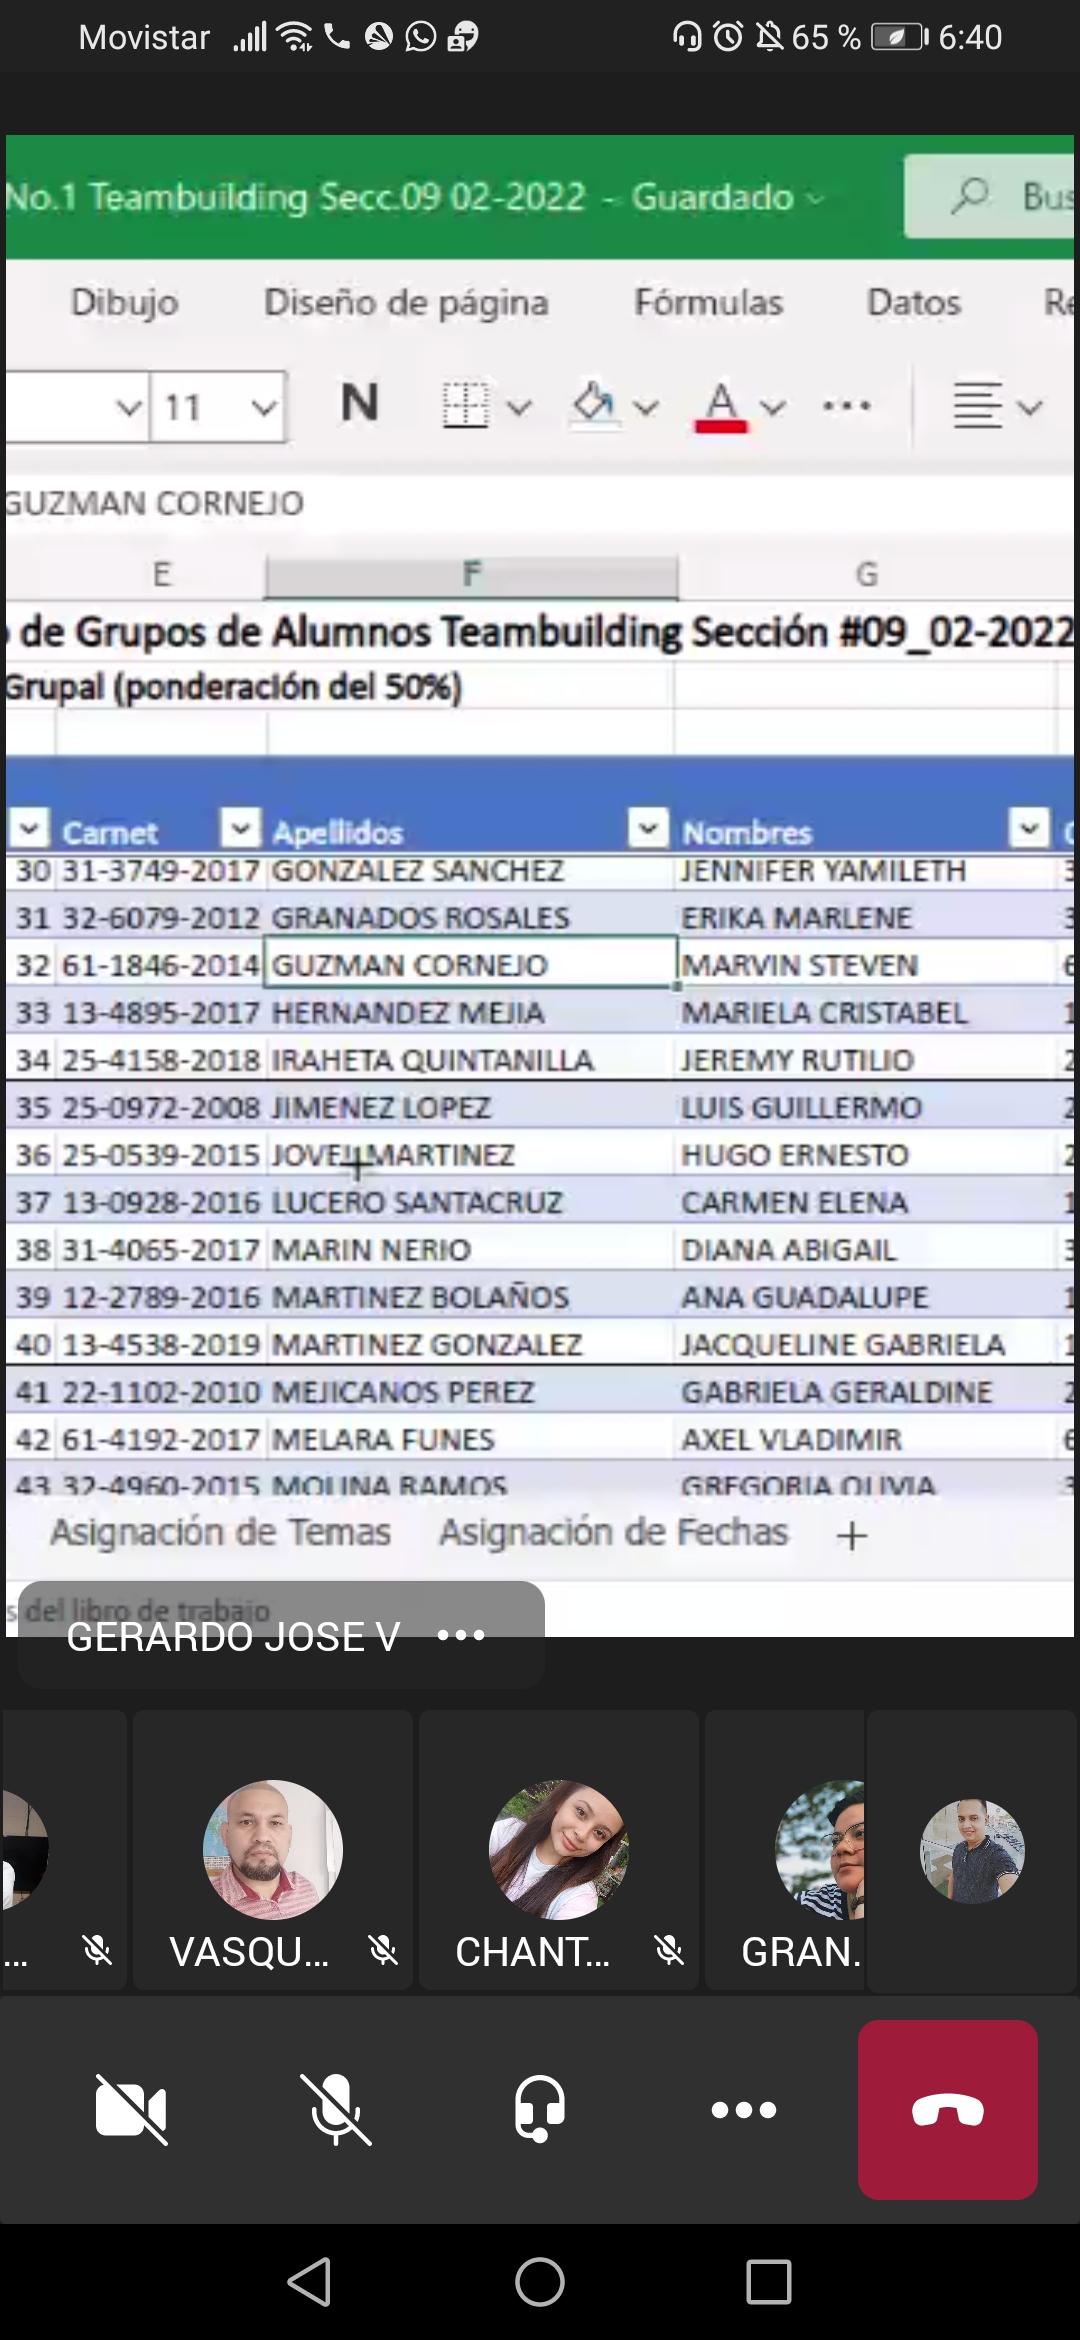 Movistar 65 % 6:40
No.1 Teambuilding Secc.09 02-2022 - Guardado Bus
Dibujo Diseño de página Fórmulas Datos Re
11 N A
GUZMAN CORNEJO
E F G
de Grupos de Alumnos Teambuilding Sección #09_02-2022
Grupal (ponderación del 50%)
Carnet Apellidos Nombres
30 31-3749-2017 GONZALEZ SANCHEZ JENNIFER YAMILETH 3
31 32-6079-2012 GRANADOS ROSALES ERIKA MARLENE 3
32 61-1846-2014 GUZMAN CORNEJO MARVIN STEVEN 6
33 13-4895-2017 HERNANDEZ MEJIA MARIELA CRISTABEL 1
34 25-4158-2018 IRAHETA QUINTANILLA JEREMY RUTILIO 2
35 25-0972-2008 JIMENEZ LOPEZ LUIS GUILLERMO 2
36 25-0539-2015 JOVEL MARTINEZ HUGO ERNESTO 2
37 13-0928-2016 LUCERO SANTACRUZ CARMEN ELENA 1
38 31-4065-2017 MARIN NERIO DIANA ABIGAIL 3
39 12-2789-2016 MARTINEZ BOLAÑOS ANA GUADALUPE 1
40 13-4538-2019 MARTINEZ GONZALEZ JACQUELINE GABRIELA 1
41 22-1102-2010 MEJICANOS PEREZ GABRIELA GERALDINE 2
42 61-4192-2017 MELARA FUNES AXEL VLADIMIR 6
43 32-4960-2015 MOLINA RAMOS GREGORIA OLIVIA 3
Asignación de Temas Asignación de Fechas +
s del libro de trabajo
GERARDO JOSE V ...
... VASQU... CHANT... GRAN.